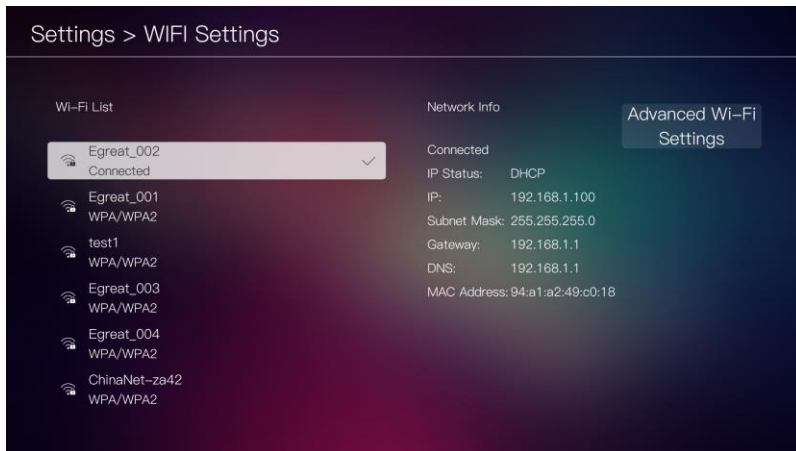 Settings > WIFI Settings
Wi-Fi List
Egreat_002
Connected
Egreat_001
WPA/WPA2
test1
WPA/WPA2
Egreat_003
WPA/WPA2
Egreat_004
WPA/WPA2
ChinaNet-za42
WPA/WPA2
Network Info
Connected
IP Status: DHCP
IP: 192.168.1.100
Subnet Mask: 255.255.255.0
Gateway: 192.168.1.1
DNS: 192.168.1.1
MAC Address: 94:a1:a2:49:c0:18
Advanced Wi-Fi
Settings